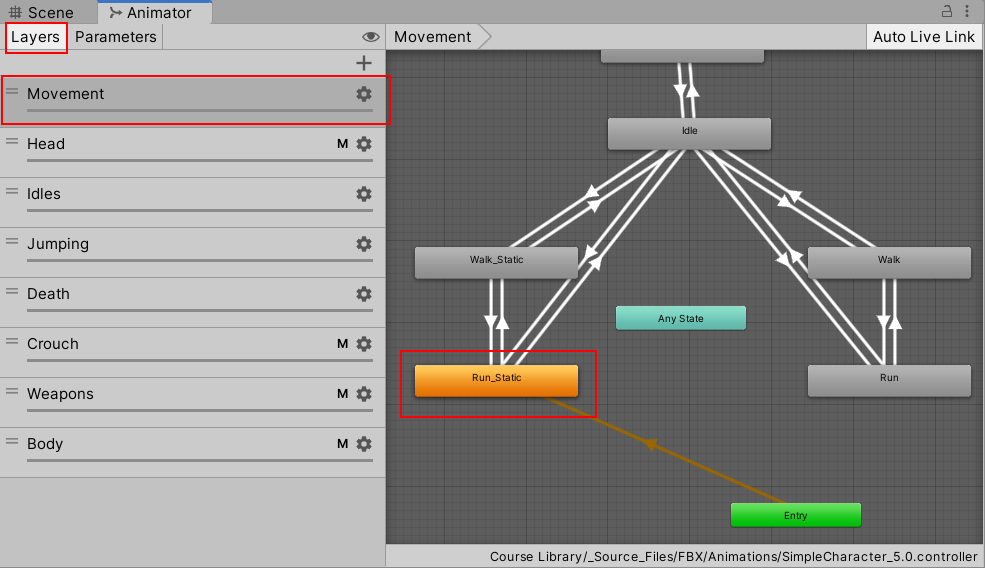 Scene
Animator
Layers
Parameters
Movement
Auto Live Link
Movement
Head M
Idles
Jumping
Death
Crouch M
Weapons M
Body M
Idle
Walk_Static
Walk
Any State
Run_Static
Run
Entry
Course Library/_Source_Files/FBX/Animations/SimpleCharacter_5.0.controller